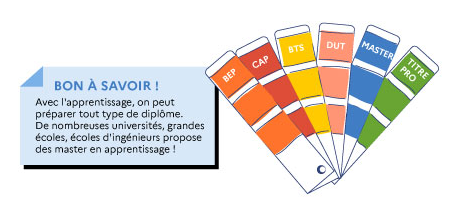 BON À SAVOIR !
Avec l'apprentissage, on peut
préparer tout type de diplôme.
De nombreuses universités, grandes
écoles, écoles d'ingénieurs propose
des master en apprentissage !
BEP
CAP
BTS
DUT
MASTER
TITRE
PRO